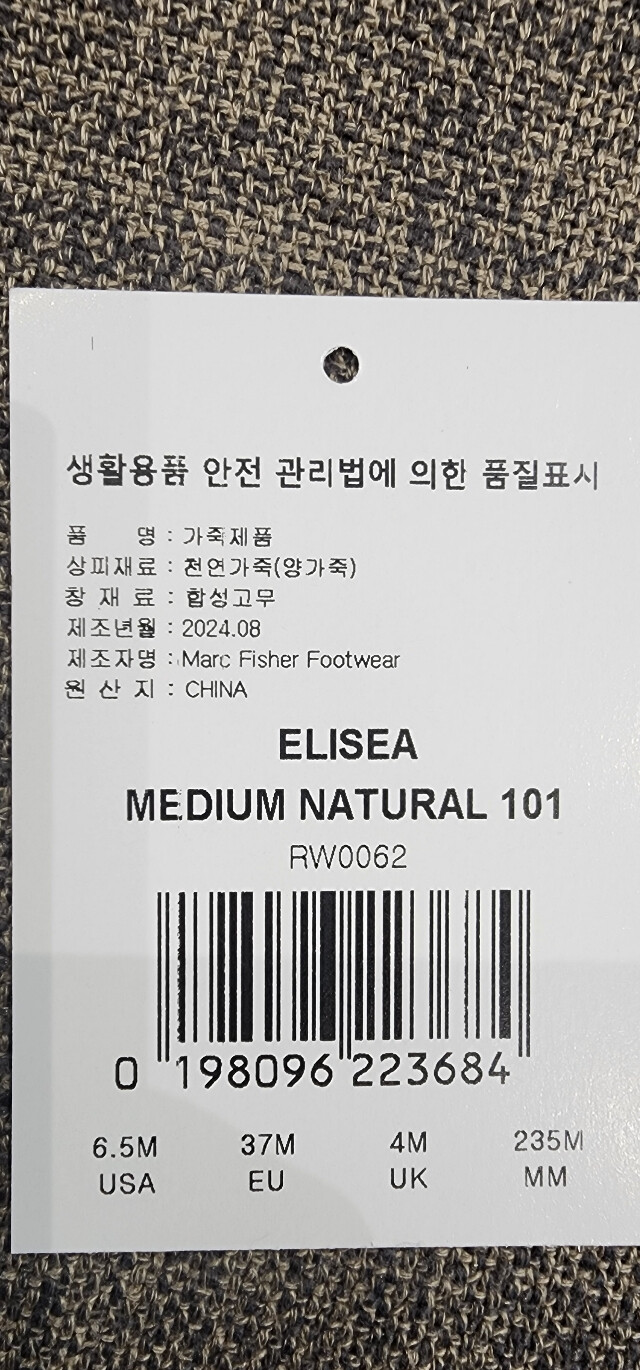 생활용품 안전 관리법에 의한 품질표시
품 명 : 가죽제품
상피재료 : 천연가죽(양가죽)
창 재 료 : 합성고무
제조년월 : 2024.08
제조자명 : Marc Fisher Footwear
원 산 지 : CHINA
ELISEA
MEDIUM NATURAL 101
RW0062
0 198096 223684
6.5M 37M 4M 235M
USA EU UK MM